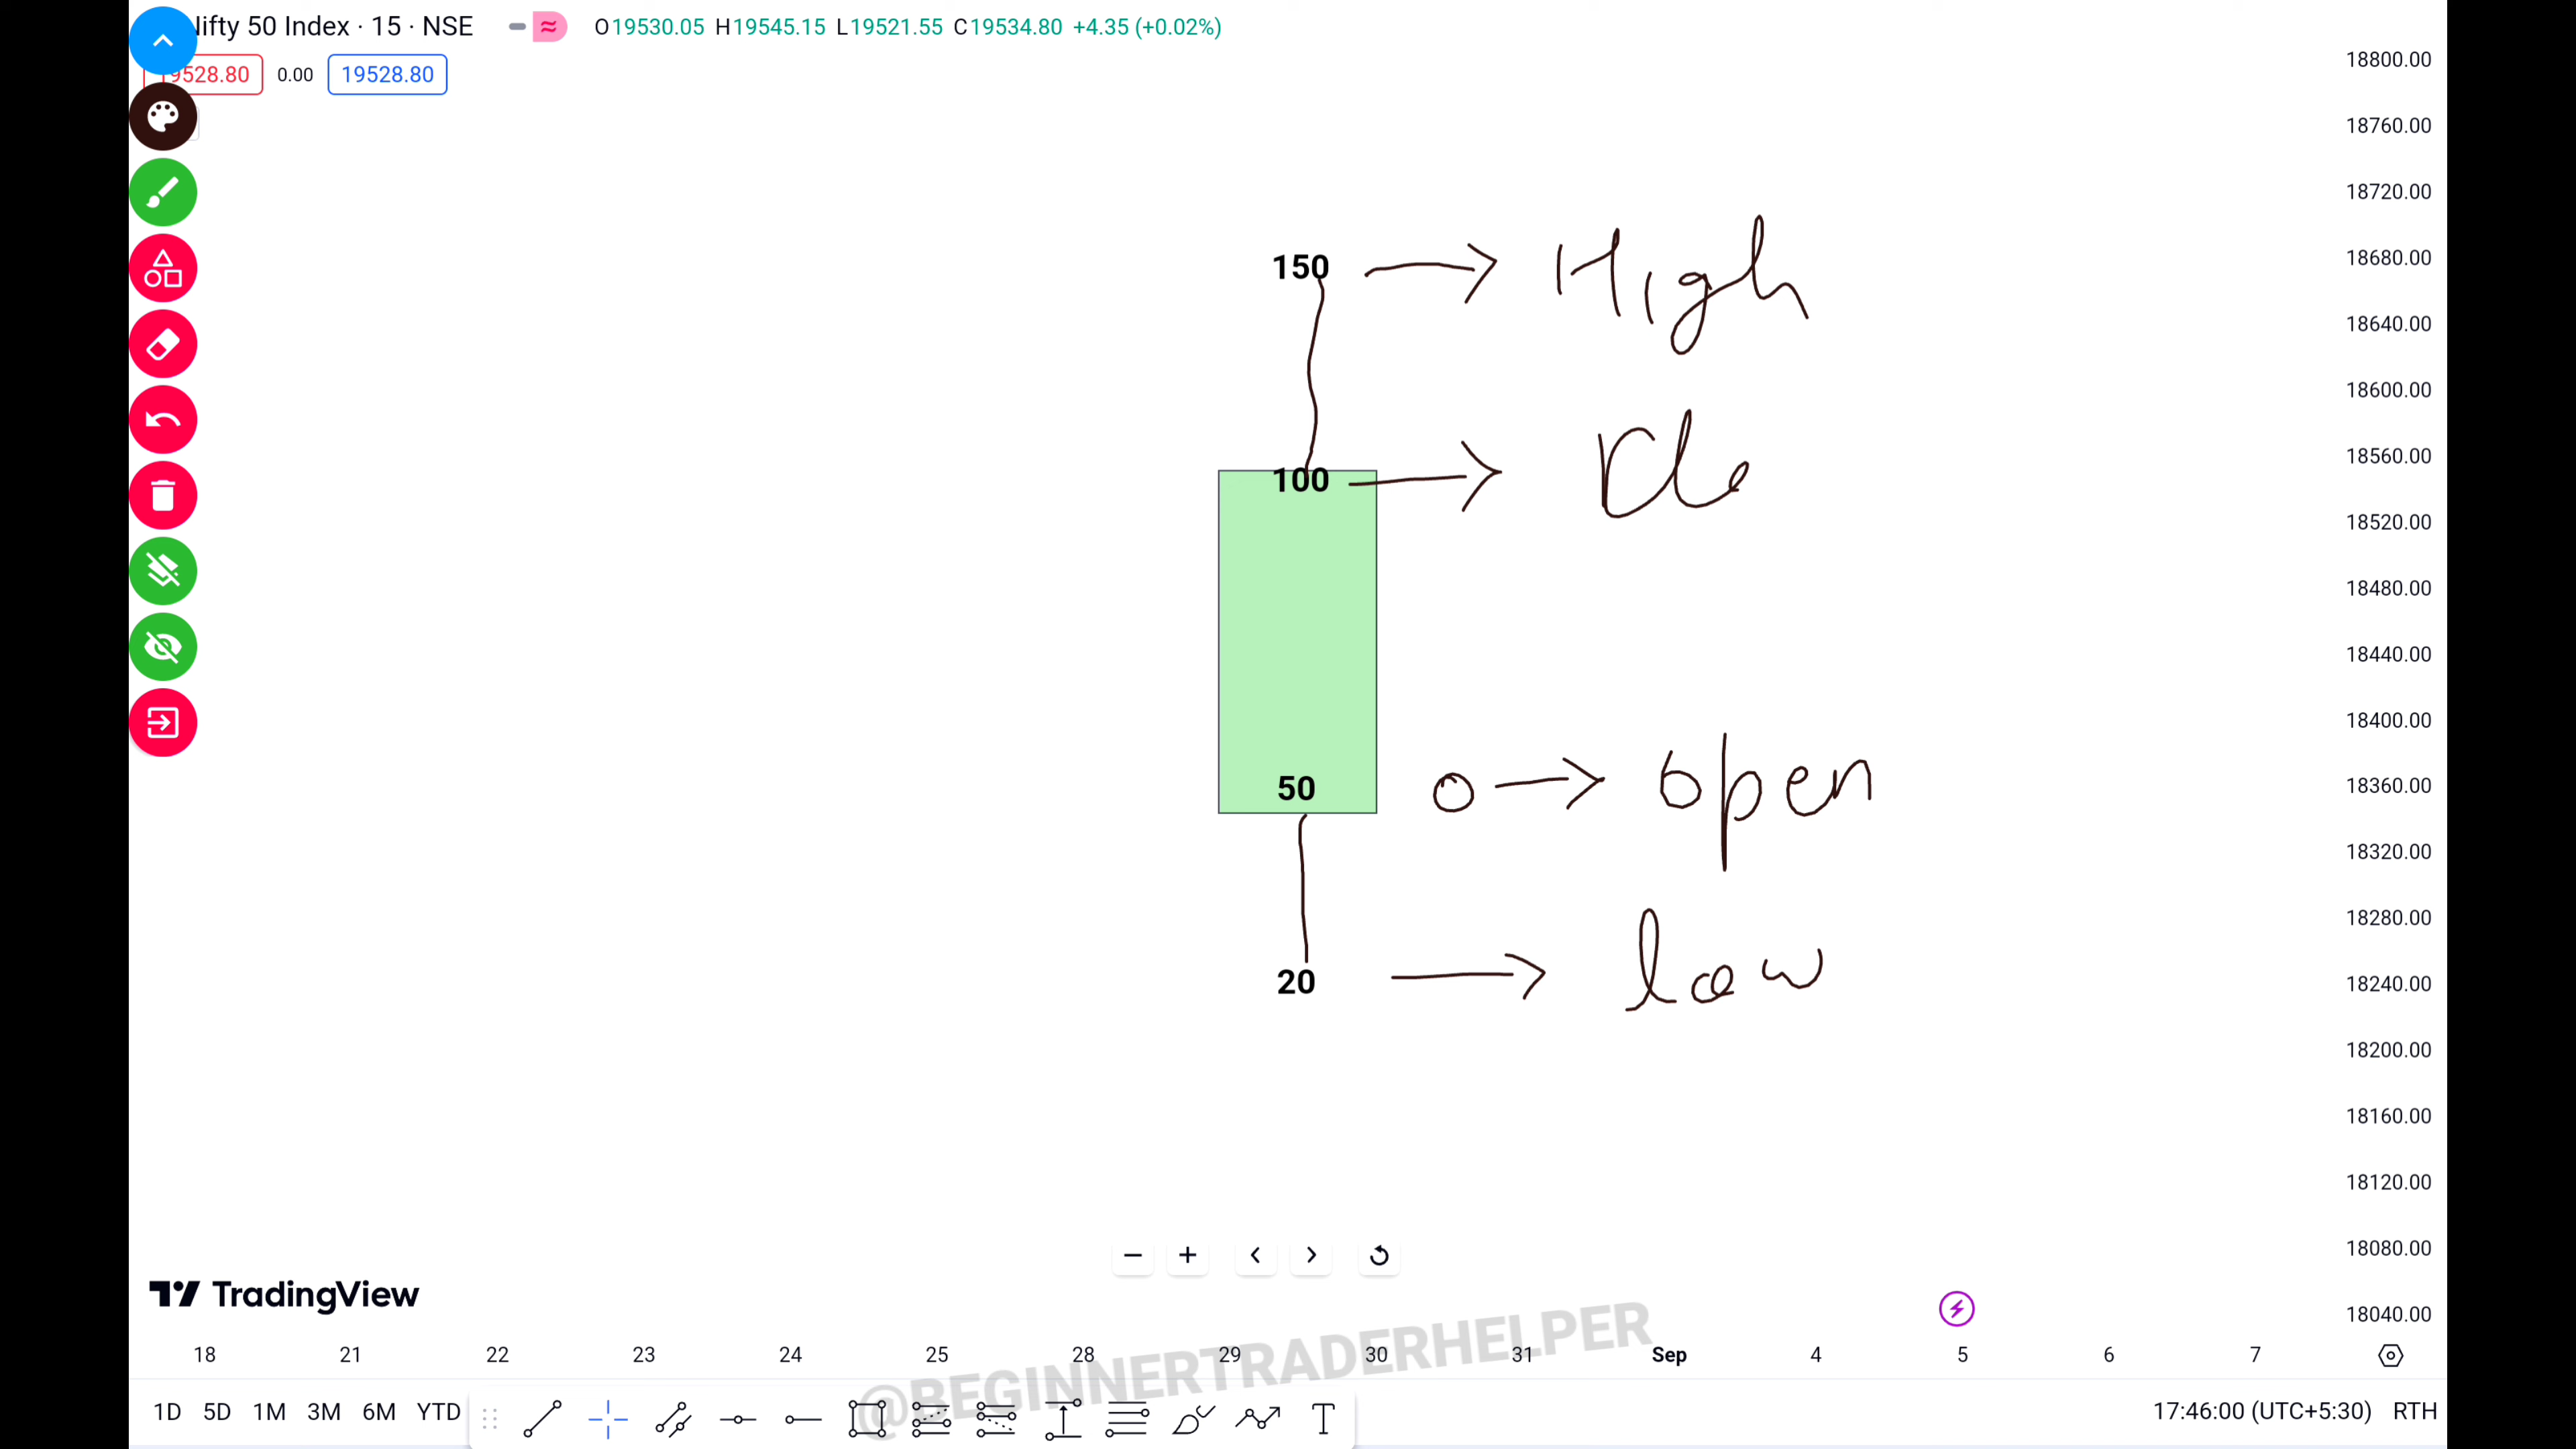 Nifty 50 Index · 15 · NSE O19530.05 H19545.15 L19521.55 C19534.80 +4.35 (+0.02%)
19528.80 0.00 19528.80
18800.00
18760.00
18720.00
18680.00
18640.00
18600.00
18560.00
18520.00
18480.00
18440.00
18400.00
18360.00
18320.00
18280.00
18240.00
18200.00
18160.00
18120.00
18080.00
18040.00
150 → High
100 →
50 o → open
20 → low
TradingView
@BEGINNERTRADERHELPER
18 21 22 23 24 25 28 29 30 31 Sep 4 5 6 7
1D 5D 1M 3M 6M YTD T 17:46:00 (UTC+5:30) RTH